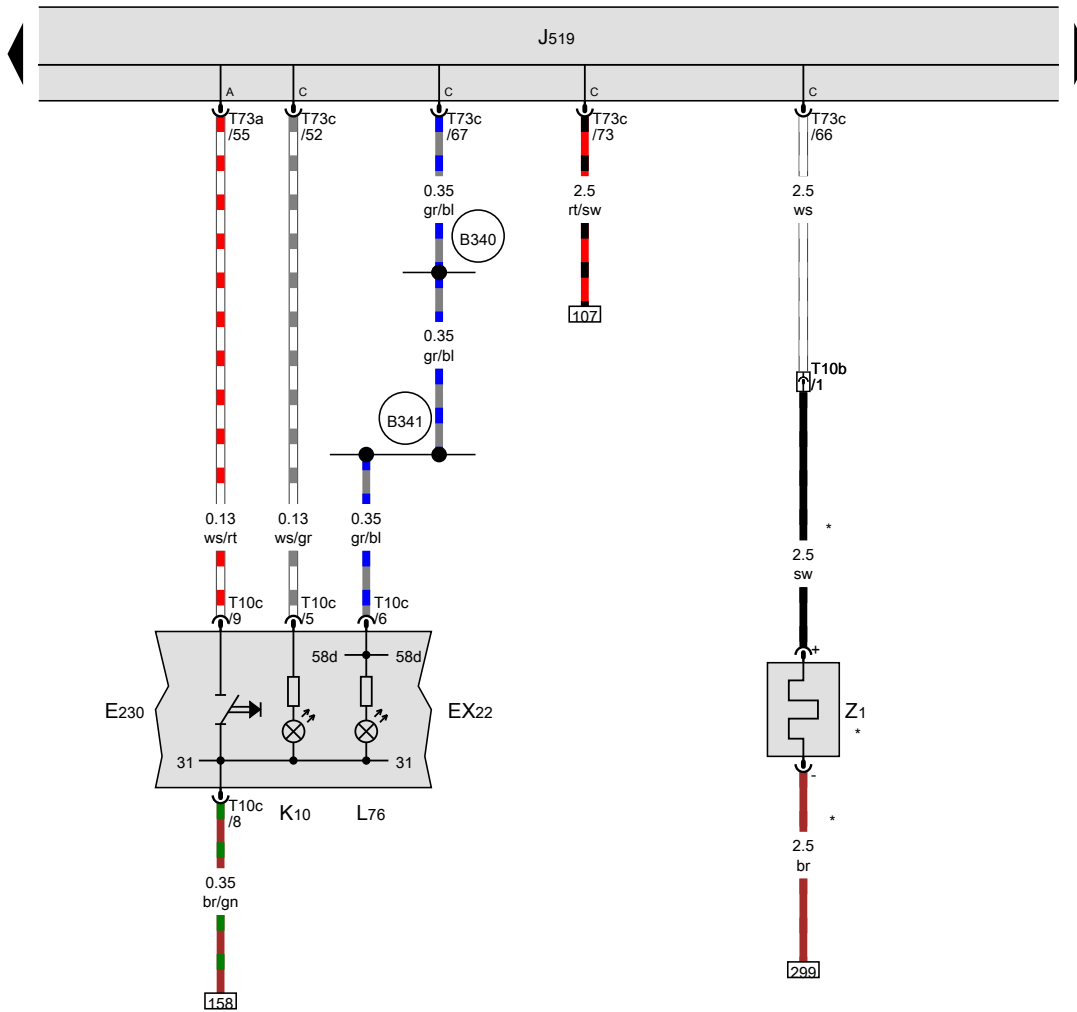 J519
A
C
C
C
C
T73a
/55
T73c
/52
T73c
/67
T73c
/73
T73c
/66
0.35
gr/bl
2.5
rt/sw
2.5
ws
B340
107
0.35
gr/bl
T10b
/1
B341
0.13
ws/rt
0.13
ws/gr
0.35
gr/bl
*
2.5
sw
T10c
/9
T10c
/5
T10c
/6
58d
58d
+
E230
EX22
Z1
*
31
31
-
T10c
/8
K10
L76
*
2.5
br
0.35
br/gn
299
158